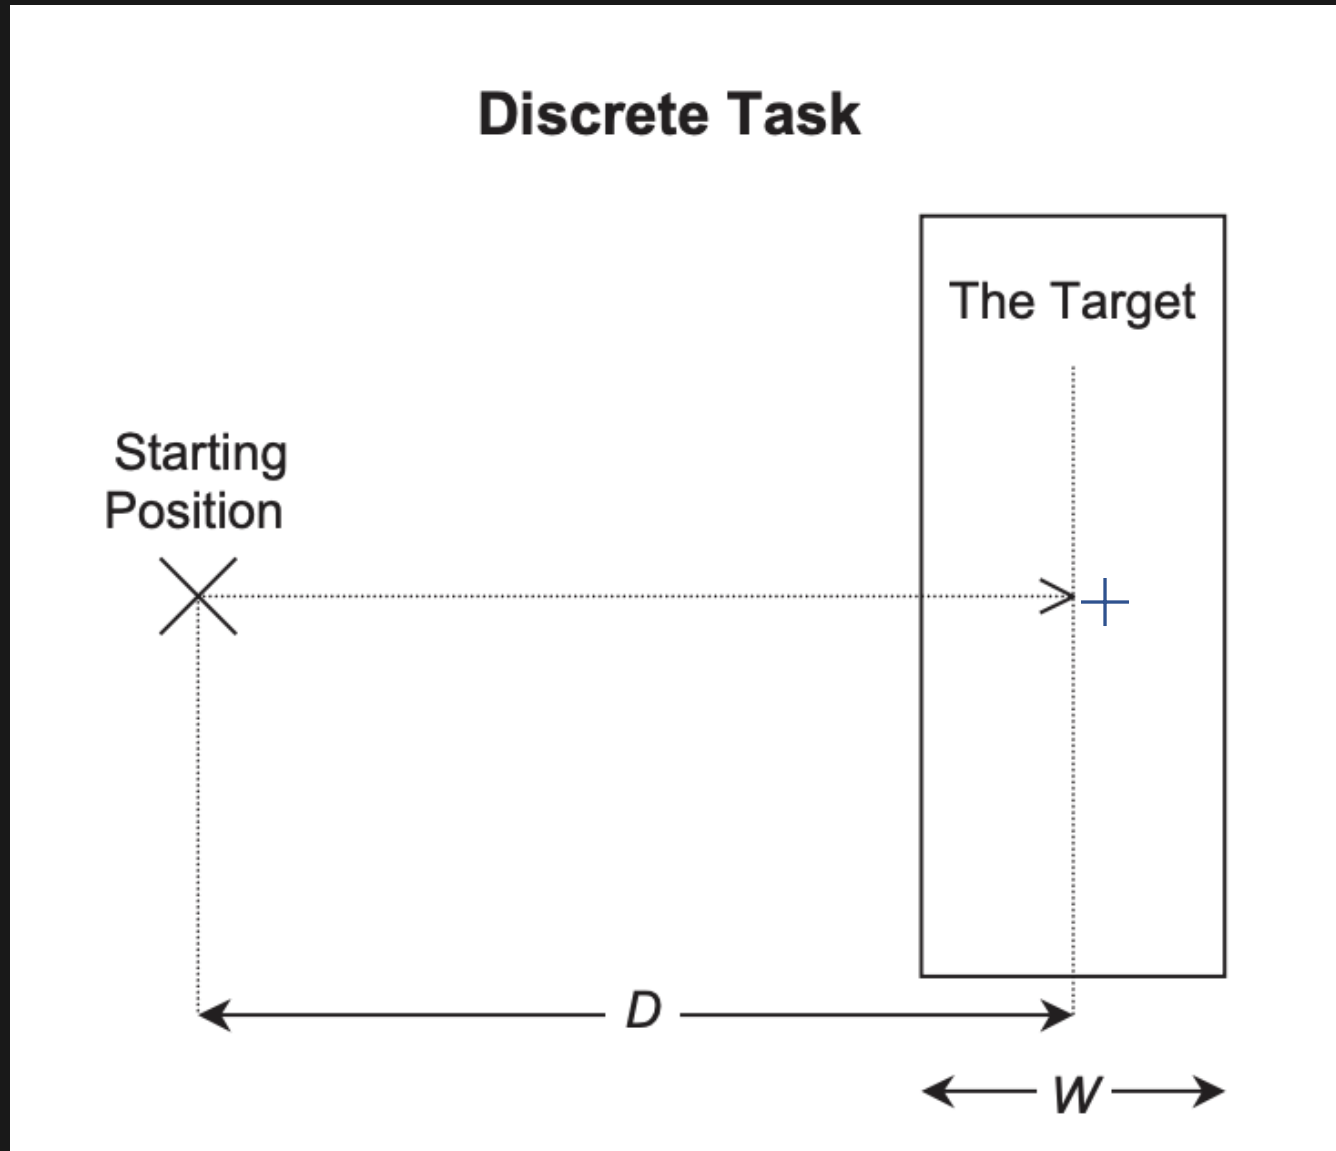 Discrete Task
The Target
Starting
Position
D
W